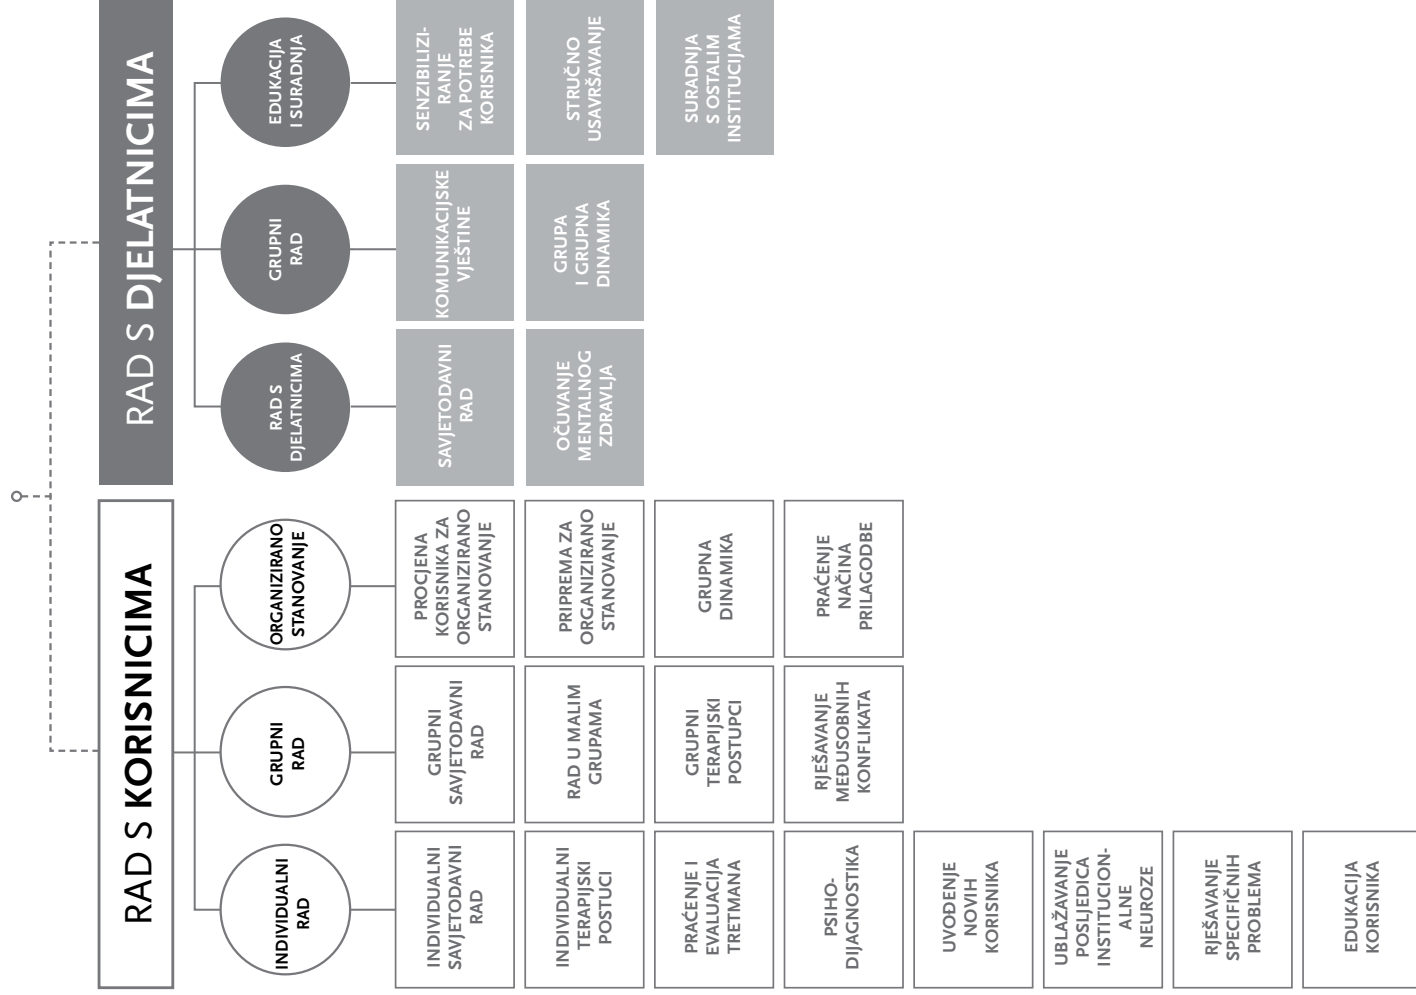 RAD S KORISNICIMA
INDIVIDUALNI
RAD
INDIVIDUALNI
SAVJETODAVNI
RAD
INDIVIDUALNI
TERAPIJSKI
POSTUCI
PRAĆENJE I
EVALUACIJA
TRETMANA
PSIHO-
DIJAGNOSTIKA
UVOĐENJE
NOVIH
KORISNIKA
UBLAŽAVANJE
POSLJEDICA
INSTITUCION-
ALNE
NEUROZE
RJEŠAVANJE
SPECIFIČNIH
PROBLEMA
EDUKACIJA
KORISNIKA
GRUPNI
RAD
GRUPNI
SAVJETODAVNI
RAD
RAD U MALIM
GRUPAMA
GRUPNI
TERAPIJSKI
POSTUPCI
RJEŠAVANJE
MEĐUSOBNIH
KONFLIKATA
ORGANIZIRANO
STANOVANJE
PROCJENA
KORISNIKA ZA
ORGANIZIRANO
STANOVANJE
PRIPREMA ZA
ORGANIZIRANO
STANOVANJE
GRUPNA
DINAMIKA
PRAĆENJE
NAČINA
PRILAGODBE
RAD S DJELATNICIMA
RAD S
DJELATNICIMA
SAVJETODAVNI
RAD
OČUVANJE
MENTALNOG
ZDRAVLJA
GRUPNI
RAD
KOMUNIKACIJSKE
VJEŠTINE
GRUPA
I GRUPNA
DINAMIKA
EDUKACIJA
I SURADNJA
SENZIBILIZI-
RANJE
ZA POTREBE
KORISNIKA
STRUČNO
USAVRŠAVANJE
SURADNJA
S OSTALIM
INSTITUCIJAMA